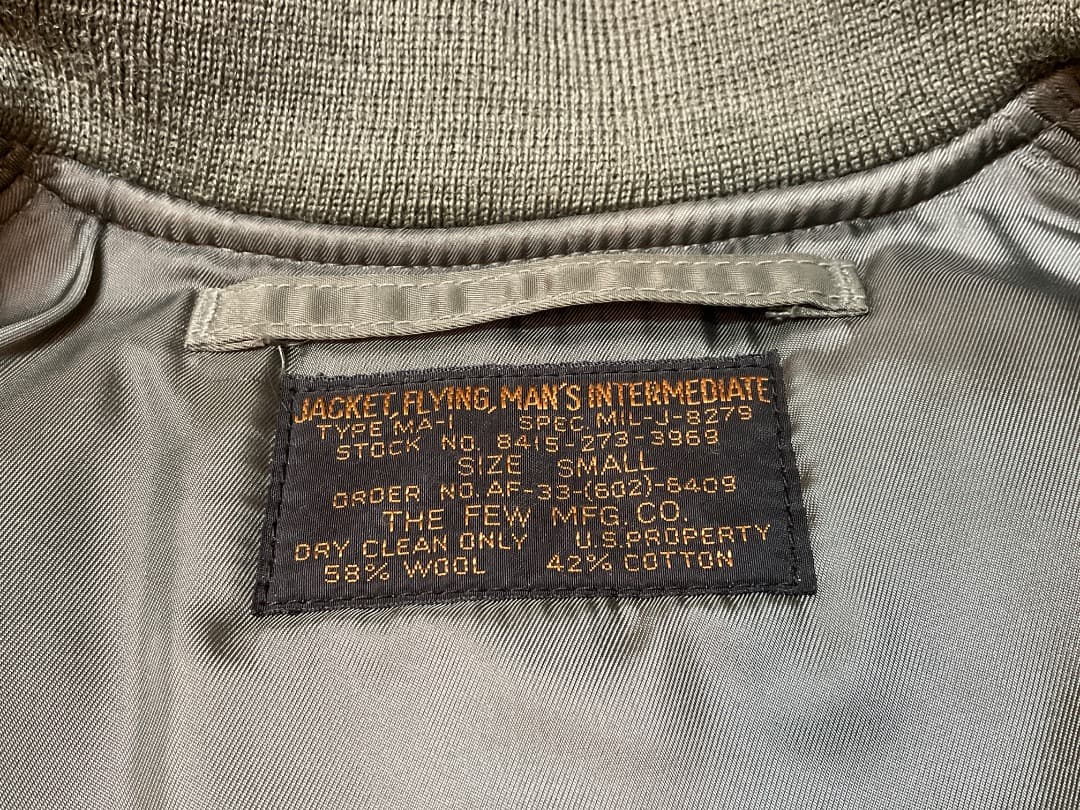 JACKET, FLYING, MAN'S INTERMEDIATE
TYPE MA-1 SPEC. MIL-J-8279
STOCK NO. 8415-273-3969
SIZE SMALL
ORDER NO. AF-33-(602)-6409
THE FEW MFG. CO.
DRY CLEAN ONLY U.S. PROPERTY
58% WOOL 42% COTTON